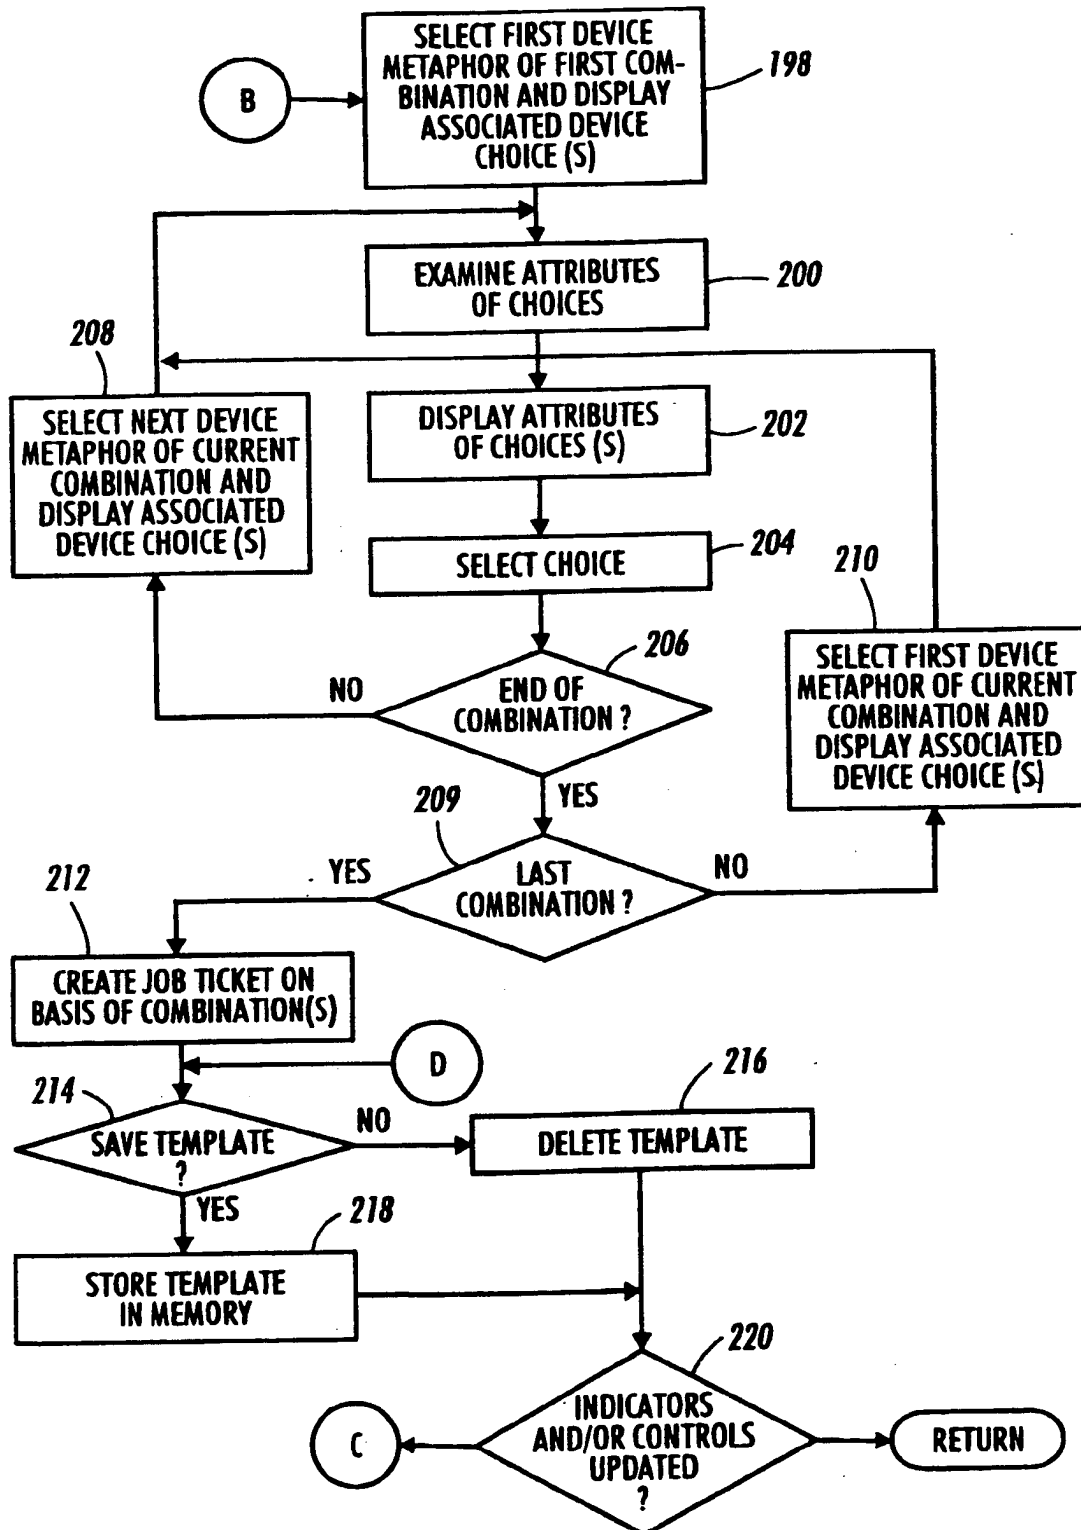 SELECT FIRST DEVICE
METAPHOR OF FIRST COM-
BINATION AND DISPLAY
ASSOCIATED DEVICE
CHOICE (S)
198
B
EXAMINE ATTRIBUTES
OF CHOICES
200
208
SELECT NEXT DEVICE
METAPHOR OF CURRENT
COMBINATION AND
DISPLAY ASSOCIATED
DEVICE CHOICE (S)
DISPLAY ATTRIBUTES
OF CHOICES (S)
202
SELECT CHOICE
204
210
SELECT FIRST DEVICE
METAPHOR OF CURRENT
COMBINATION AND
DISPLAY ASSOCIATED
DEVICE CHOICE (S)
206
END OF
COMBINATION ?
NO
YES
209
LAST
COMBINATION ?
YES
NO
212
CREATE JOB TICKET ON
BASIS OF COMBINATION(S)
D
214
SAVE TEMPLATE
?
NO
YES
216
DELETE TEMPLATE
218
STORE TEMPLATE
IN MEMORY
220
INDICATORS
AND/OR CONTROLS
UPDATED
?
C
RETURN